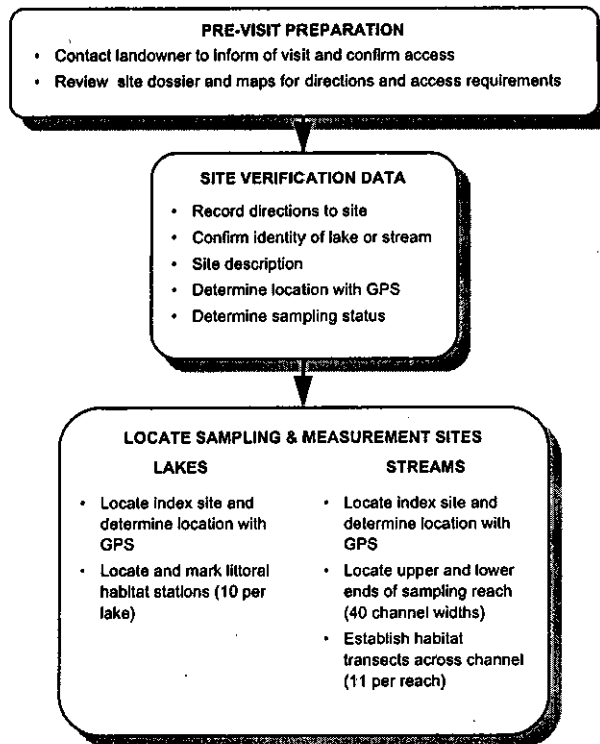 PRE-VISIT PREPARATION
• Contact landowner to inform of visit and confirm access
• Review site dossier and maps for directions and access requirements
SITE VERIFICATION DATA
• Record directions to site
• Confirm identity of lake or stream
• Site description
• Determine location with GPS
• Determine sampling status
LOCATE SAMPLING & MEASUREMENT SITES
LAKES
• Locate index site and
determine location with
GPS
• Locate and mark littoral
habitat stations (10 per
lake)
STREAMS
• Locate index site and
determine location with
GPS
• Locate upper and lower
ends of sampling reach
(40 channel widths)
• Establish habitat
transects across channel
(11 per reach)